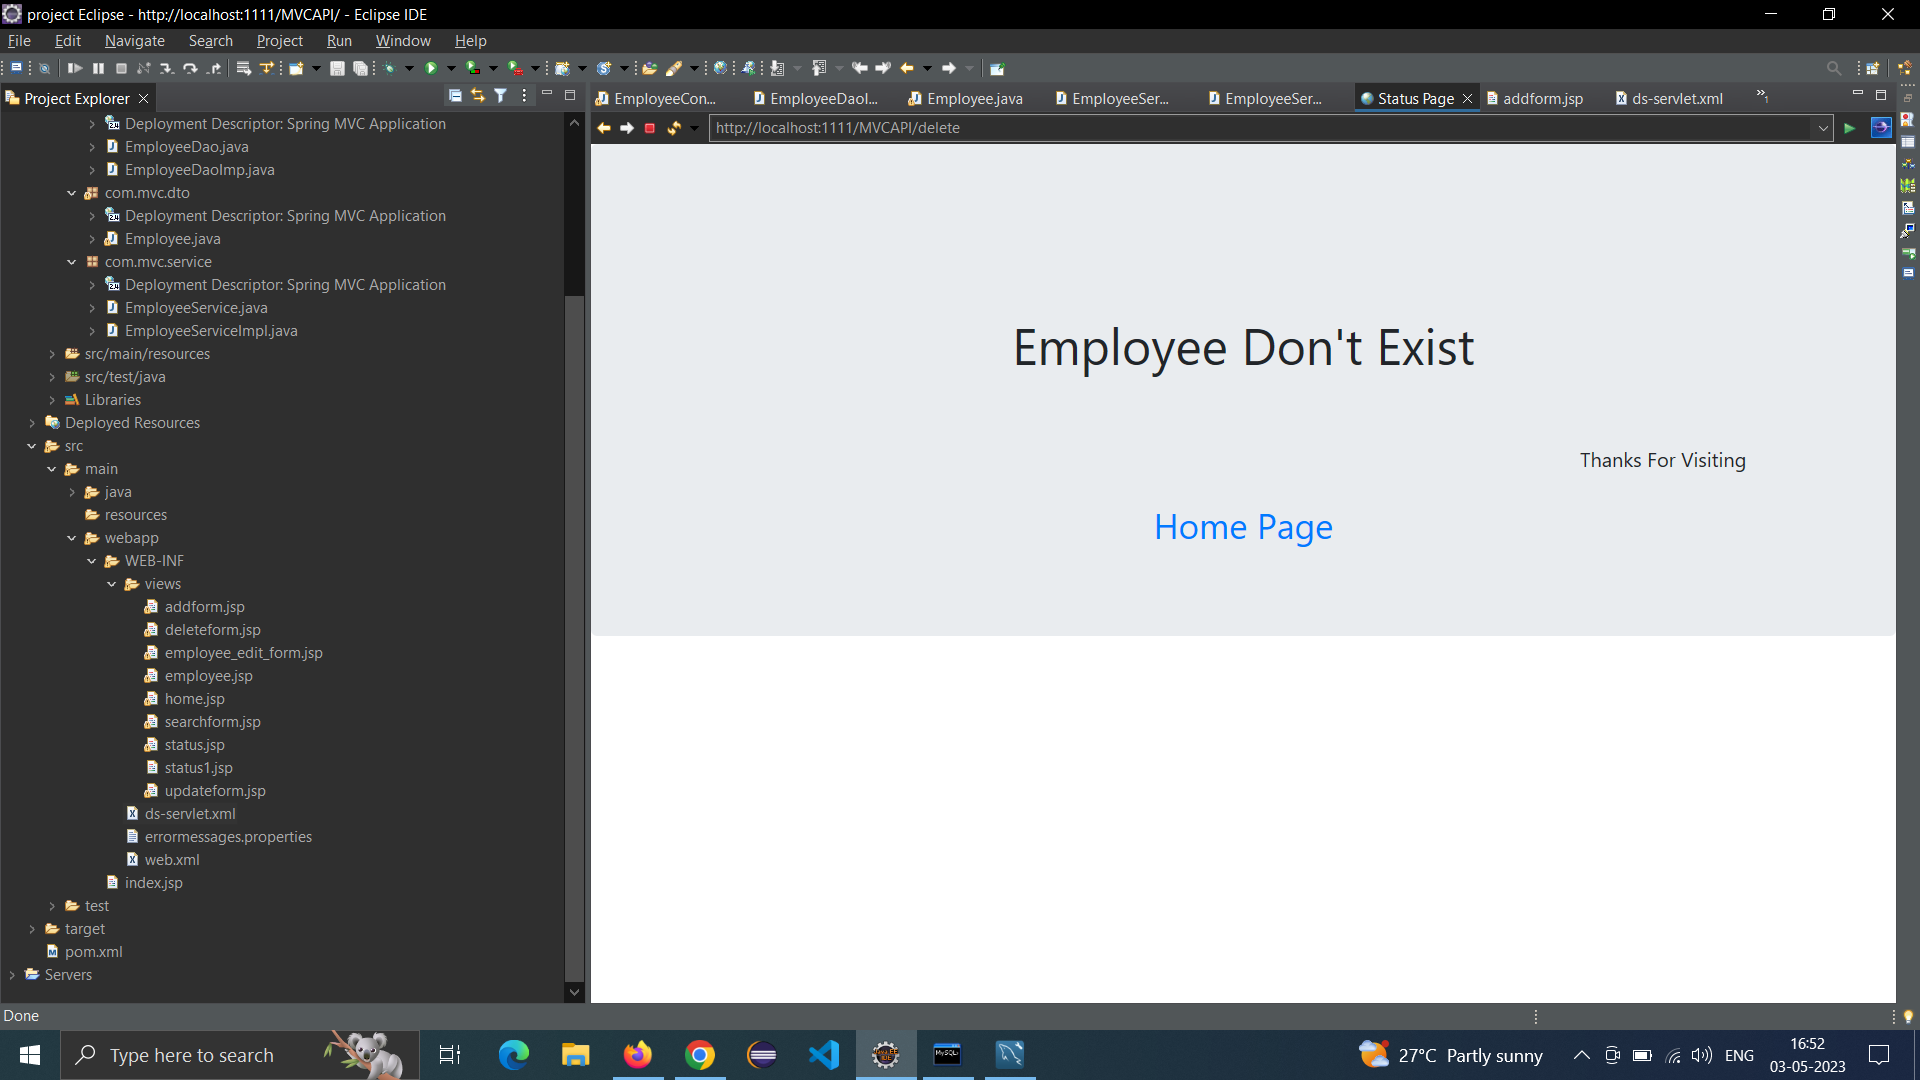 project Eclipse - http://localhost:1111/MVCAPI/ - Eclipse IDE
File Edit Navigate Search Project Run Window Help
Project Explorer
EmployeeCon... EmployeeDaoI... Employee.java EmployeeSer... EmployeeSer... Status Page addform.jsp ds-servlet.xml »1
http://localhost:1111/MVCAPI/delete
Deployment Descriptor: Spring MVC Application
EmployeeDao.java
EmployeeDaoImp.java
com.mvc.dto
Deployment Descriptor: Spring MVC Application
Employee.java
com.mvc.service
Deployment Descriptor: Spring MVC Application
EmployeeService.java
EmployeeServiceImpl.java
src/main/resources
src/test/java
Libraries
Deployed Resources
src
main
java
resources
webapp
WEB-INF
views
addform.jsp
deleteform.jsp
employee_edit_form.jsp
employee.jsp
home.jsp
searchform.jsp
status.jsp
status1.jsp
updateform.jsp
ds-servlet.xml
errormessages.properties
web.xml
index.jsp
test
target
pom.xml
Servers
Employee Don't Exist
Thanks For Visiting
Home Page
Done
Type here to search
27°C Partly sunny
ENG
16:52
03-05-2023